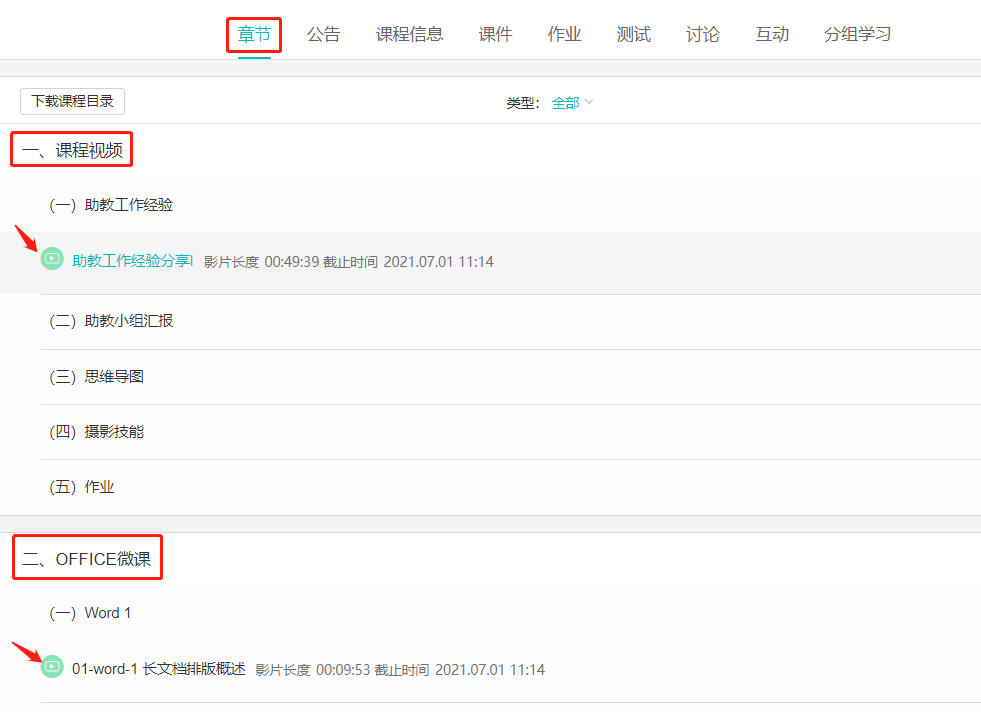 章节 公告 课程信息 课件 作业 测试 讨论 互动 分组学习
下载课程目录 类型: 全部
一、课程视频
(一) 助教工作经验
助教工作经验分享I 影片长度 00:49:39 截止时间 2021.07.01 11:14
(二) 助教小组汇报
(三) 思维导图
(四) 摄影技能
(五) 作业
二、OFFICE微课
(一) Word 1
01-word-1 长文档排版概述 影片长度 00:09:53 截止时间 2021.07.01 11:14